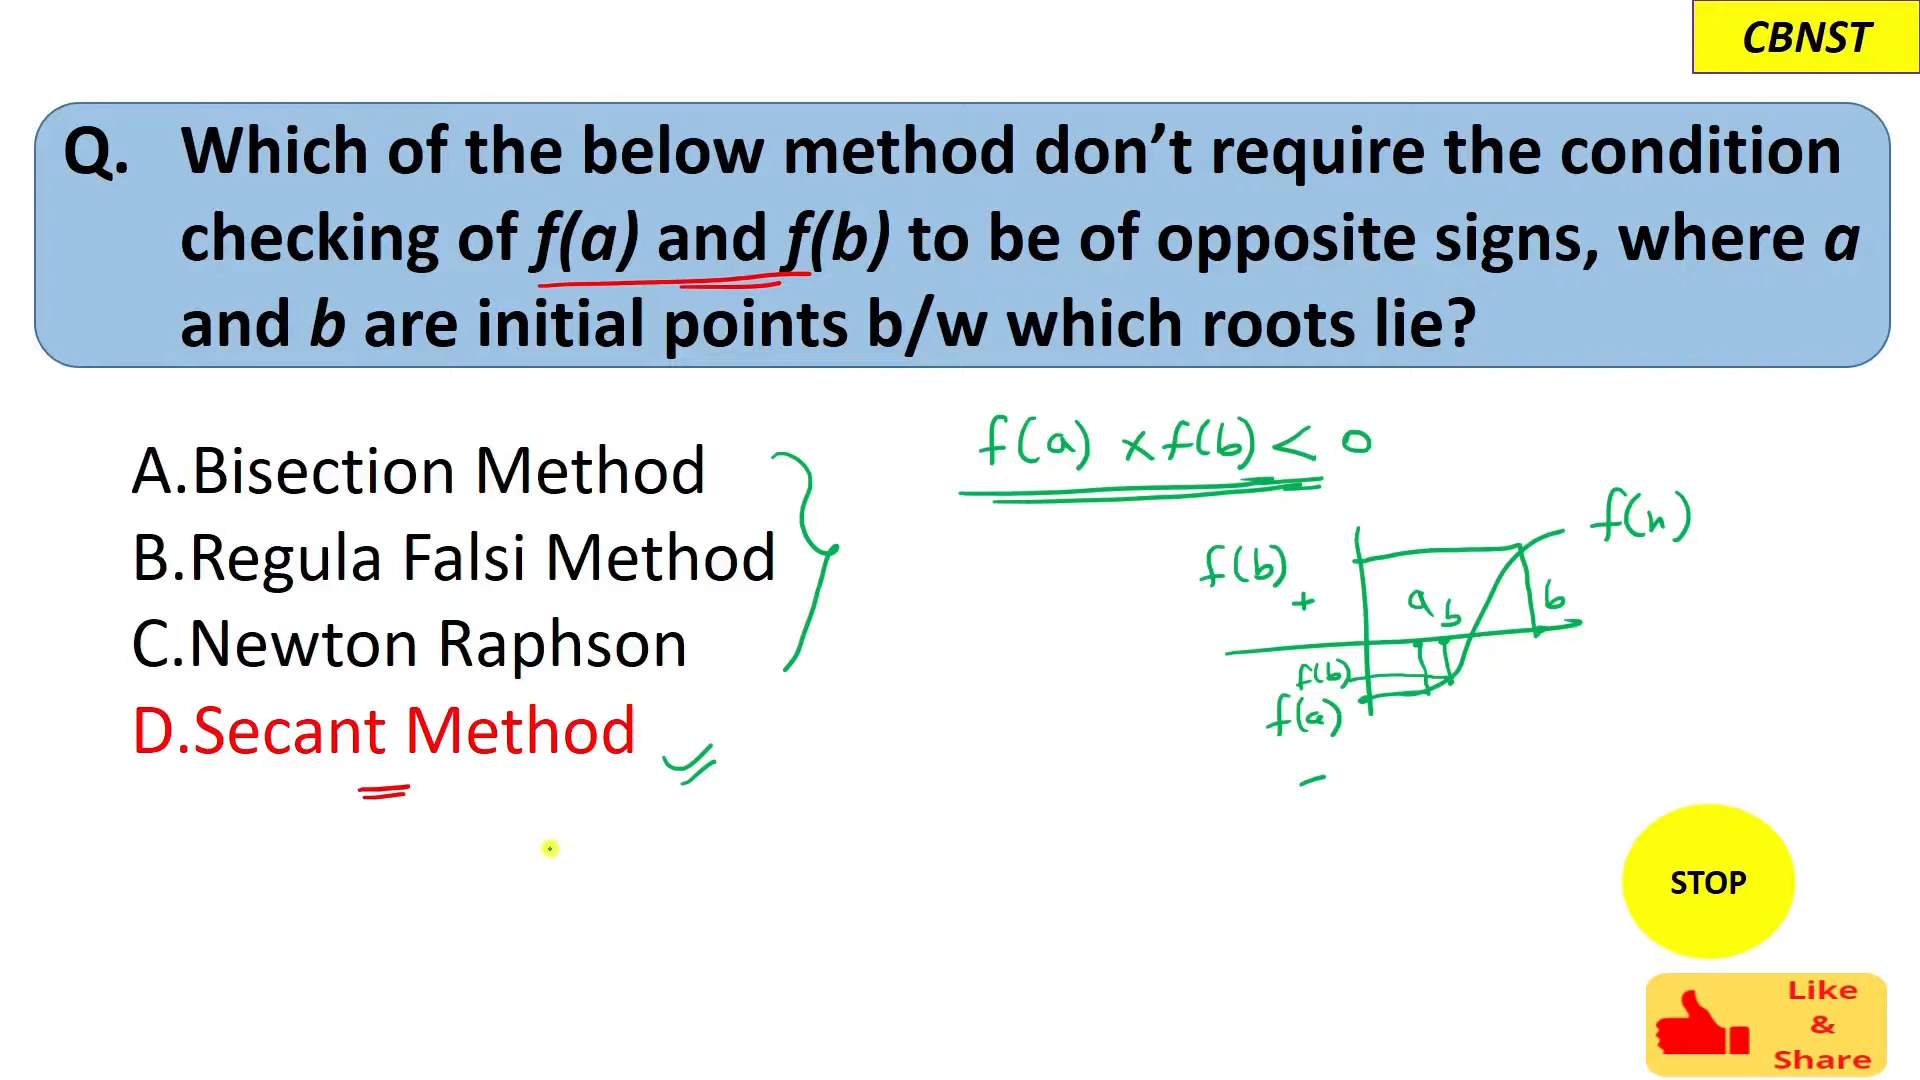 CBNST
Q. Which of the below method don't require the condition
checking of f(a) and f(b) to be of opposite signs, where a
and b are initial points b/w which roots lie?
A.Bisection Method
B.Regula Falsi Method
C.Newton Raphson
D.Secant Method
f(a) x f(b) < 0
f(n)
f(b)
+
a b
b
f(b)
f(a)
-
STOP
Like
&
Share